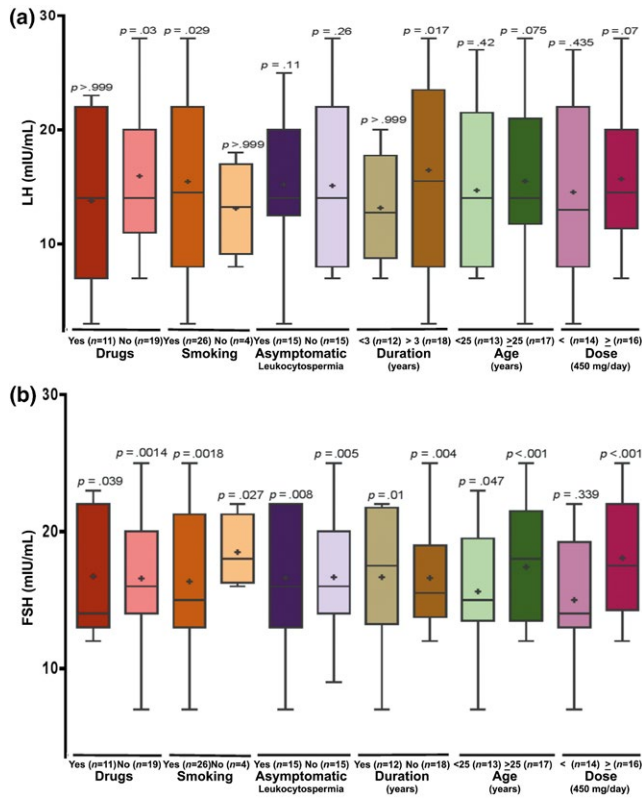 (a)
30
20
10
LH (mIU/mL)
p >.999
p = .03
p = .029
p >.999
p = .11
p = .26
p >.999
p = .017
p = .42
p = .075
p = .435
p = .07
Yes (n=11) No (n=19) Yes (n=26) No (n=4) Yes (n=15) No (n=15) <3 (n=12) > 3 (n=18) <25 (n=13) ≥25 (n=17) < (n=14) ≥ (n=16)
Drugs Smoking Asymptomatic Duration Age Dose
Leukocytospermia (years) (years) (450 mg/day)
(b)
30
20
10
FSH (mIU/mL)
p = .039
p = .0014
p = .0018
p = .027
p = .008
p = .005
p = .01
p = .004
p = .047
p <.001
p = .339
p <.001
Yes (n=11) No (n=19) Yes (n=26)No (n=4) Yes (n=15) No (n=15) Yes (n=12) No (n=18) <25 (n=13) ≥25 (n=17) < (n=14) ≥ (n=16)
Drugs Smoking Asymptomatic Duration Age Dose
Leukocytospermia (years) (years) (450 mg/day)